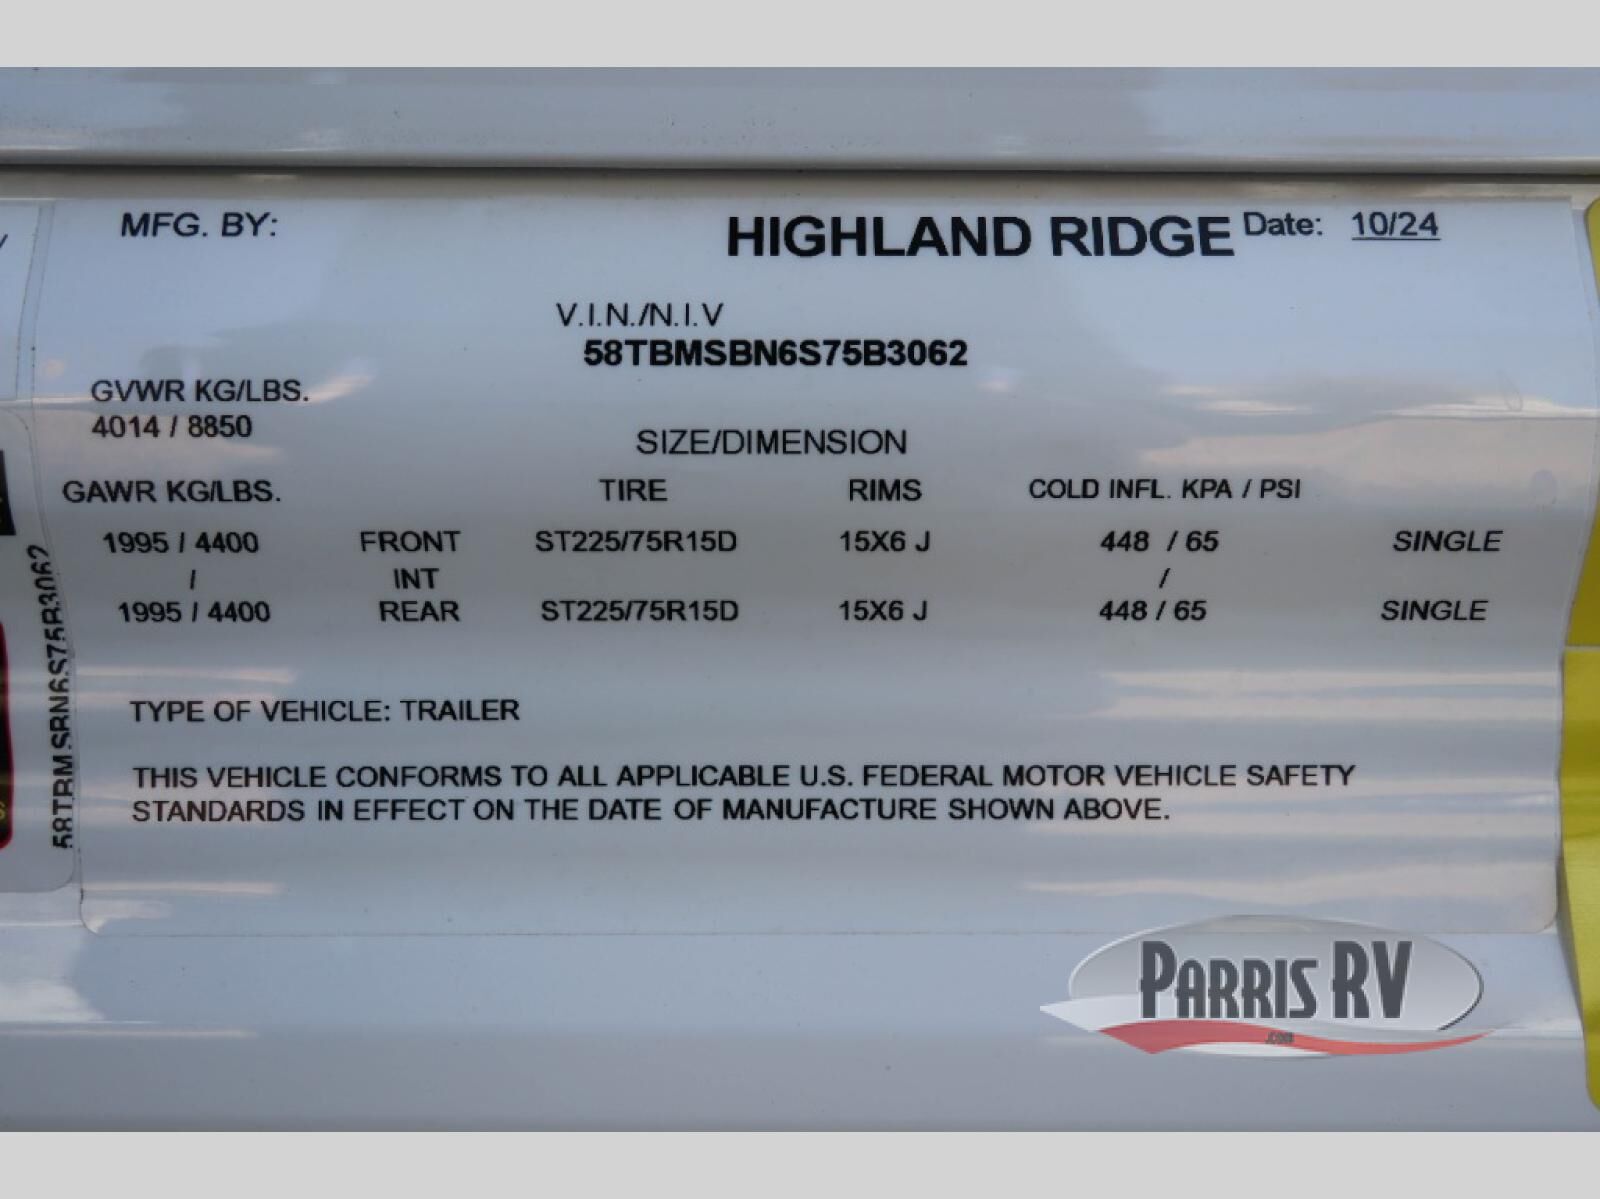 MFG. BY: HIGHLAND RIDGE Date: 10/24
V.I.N./N.I.V
58TBMSBN6S75B3062
GVWR KG/LBS.
4014 / 8850
SIZE/DIMENSION
GAWR KG/LBS. TIRE RIMS COLD INFL. KPA / PSI
1995 / 4400 FRONT ST225/75R15D 15X6 J 448 / 65 SINGLE
/ INT /
1995 / 4400 REAR ST225/75R15D 15X6 J 448 / 65 SINGLE
TYPE OF VEHICLE: TRAILER
THIS VEHICLE CONFORMS TO ALL APPLICABLE U.S. FEDERAL MOTOR VEHICLE SAFETY
STANDARDS IN EFFECT ON THE DATE OF MANUFACTURE SHOWN ABOVE.
58TBMSBN6S75B3062
PARRIS RV
.COM